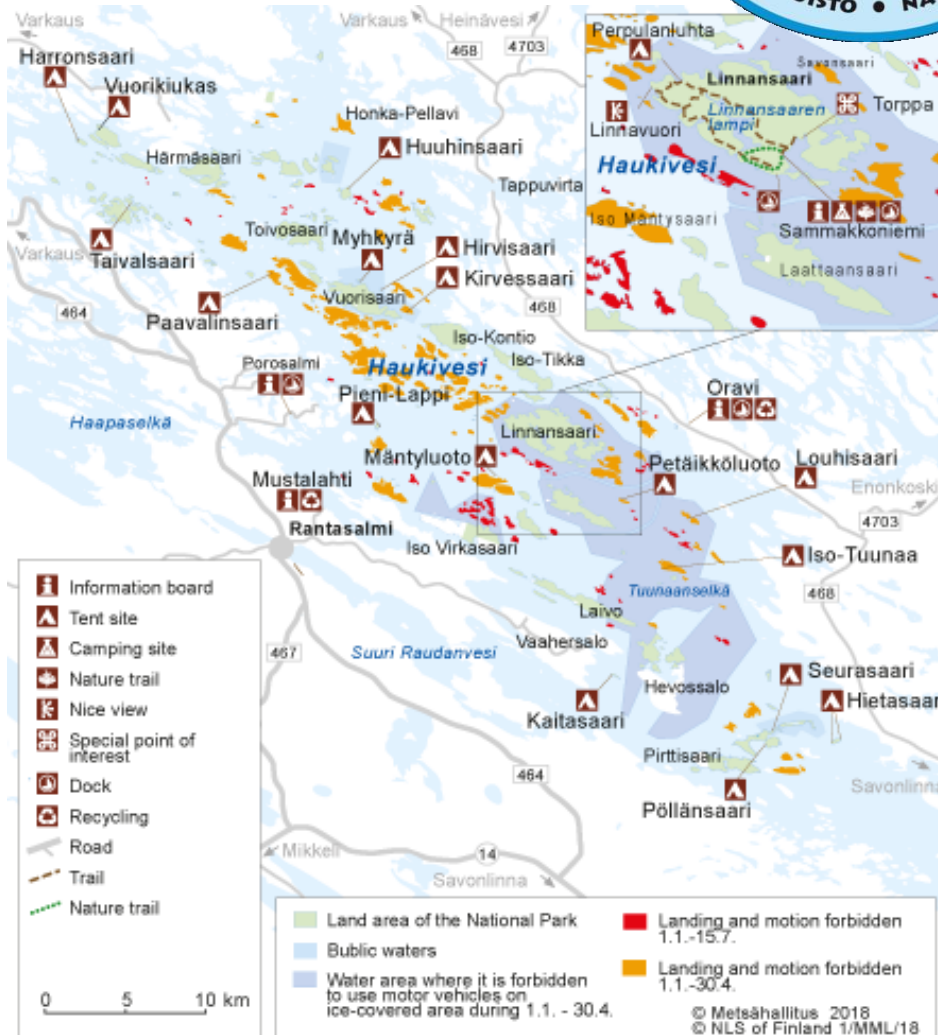 UISTO • NA
Varkaus
Heinävesi
468
4703
Harronsaari
Vuorikiukas
Honka-Pellavi
Huuhinsaari
Härmäsaari
Tappuvirta
Toivosaari
Myhkyrä
Hirvisaari
Varkaus
Taivalsaari
Kirvessaari
Vuorisaari
468
464
Paavalinsaari
Iso-Kontio
Iso-Tikka
Porosalmi
Haukivesi
Pieni-Lappi
Oravi
Haapaselkä
Linnansaari
Mäntyluoto
Petäikköluoto
Louhisaari
Mustalahti
Enonkoski
Rantasalmi
4703
Iso Virkasaari
Iso-Tuunaa
Tuunaanselkä
468
Laivo
Vaahersalo
467
Suuri Raudanvesi
Seurasaari
Hevossalo
Hietasaar
Kaitasaari
Pirttisaari
464
Savonlinna
Pöllänsaari
Mikkeli
14
Savonlinna
Perpulanluhta
Savonsaari
Linnansaari
Linnansaaren
lampi
Torppa
Linnavuori
Haukivesi
Iso Mäntysaari
Sammakkoniemi
Laattaansaari
Information board
Tent site
Camping site
Nature trail
Nice view
Special point of
interest
Dock
Recycling
Road
Trail
Nature trail
0 5 10 km
Land area of the National Park
Bublic waters
Water area where it is forbidden
to use motor vehicles on
ice-covered area during 1.1. - 30.4.
Landing and motion forbidden
1.1.-15.7.
Landing and motion forbidden
1.1.-30.4.
© Metsähallitus 2018
© NLS of Finland 1/MML/18